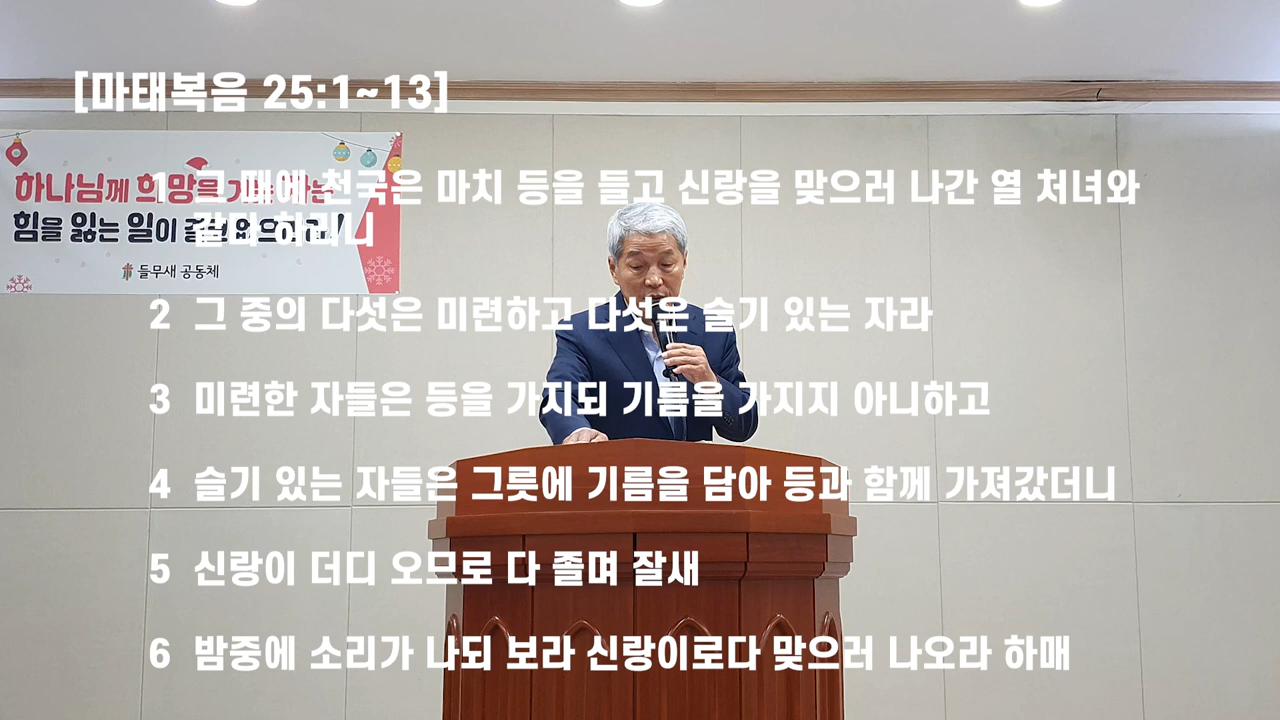 [마태복음 25:1~13]
하나님께 희망을
힘을 잃는 일이
들무새 공동체
1 그 때에 천국은 마치 등을 들고 신랑을 맞으러 나간 열 처녀와
같다 하리니
2 그 중의 다섯은 미련하고 다섯은 슬기 있는 자라
3 미련한 자들은 등을 가지되 기름을 가지지 아니하고
4 슬기 있는 자들은 그릇에 기름을 담아 등과 함께 가져갔더니
5 신랑이 더디 오므로 다 졸며 잘새
6 밤중에 소리가 나되 보라 신랑이로다 맞으러 나오라 하매